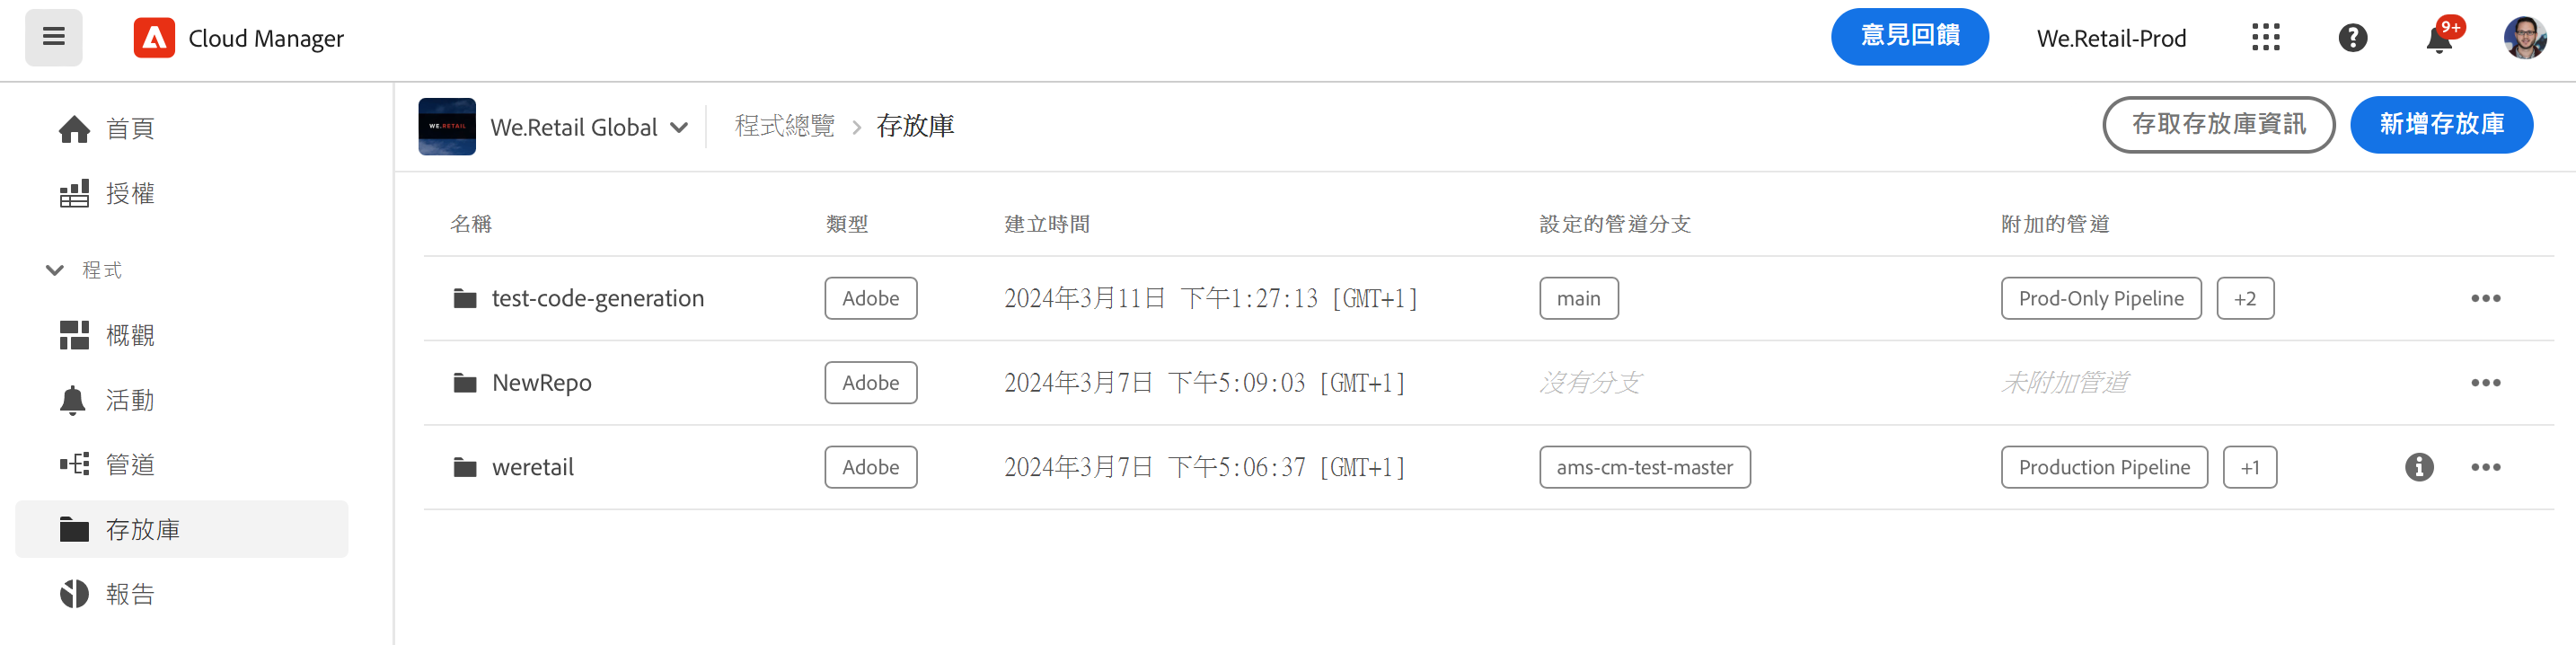 Cloud Manager
意見回饋
We.Retail-Prod
9+
首頁
授權
程式
概觀
活動
管道
存放庫
報告
WE.RETAIL
We.Retail Global
程式總覽 > 存放庫
存取存放庫資訊
新增存放庫
名稱 類型 建立時間 設定的管道分支 附加的管道
test-code-generation Adobe 2024年3月11日 下午1:27:13 [GMT+1] main Prod-Only Pipeline +2
NewRepo Adobe 2024年3月7日 下午5:09:03 [GMT+1] 沒有分支 未附加管道
weretail Adobe 2024年3月7日 下午5:06:37 [GMT+1] ams-cm-test-master Production Pipeline +1